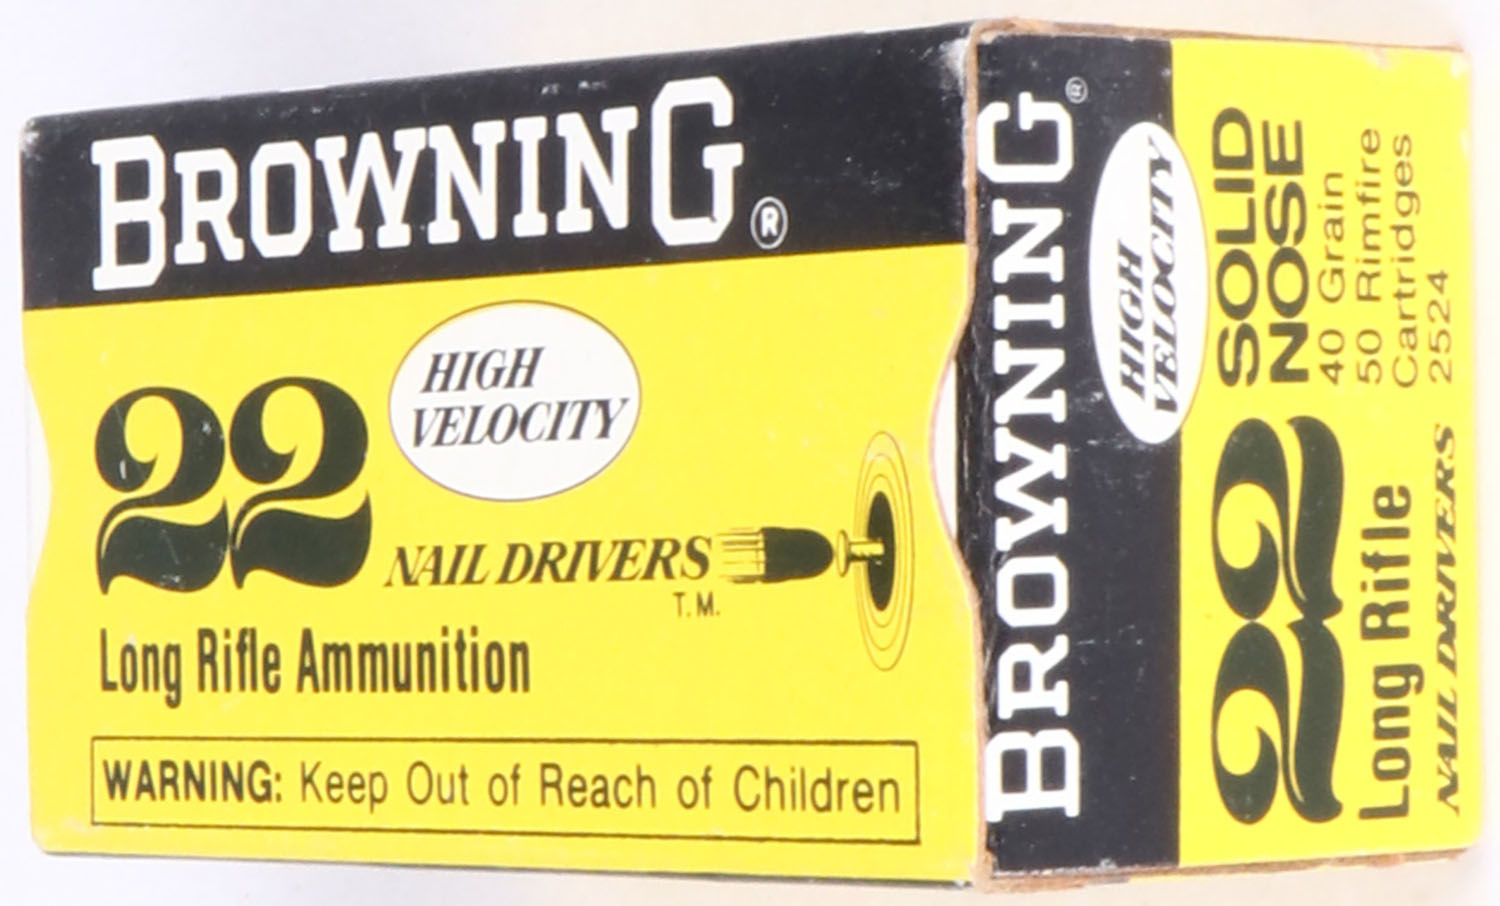 BROWNING®
22
HIGH
VELOCITY
NAIL DRIVERS
T.M.
Long Rifle Ammunition
WARNING: Keep Out of Reach of Children
BROWNING®
HIGH
VELOCITY
22
SOLID
NOSE
40 Grain
50 Rimfire
Cartridges
2524
Long Rifle
NAIL DRIVERS